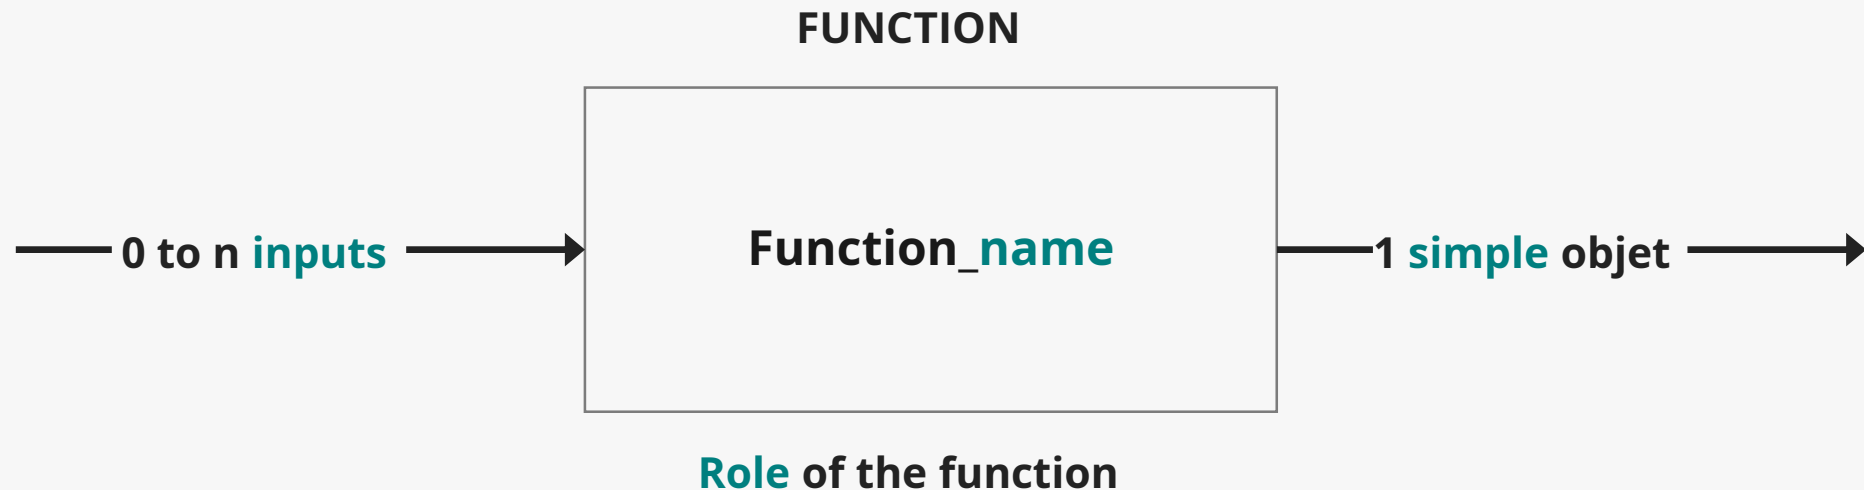 FUNCTION
0 to n inputs
Function_name
1 simple objet
Role of the function